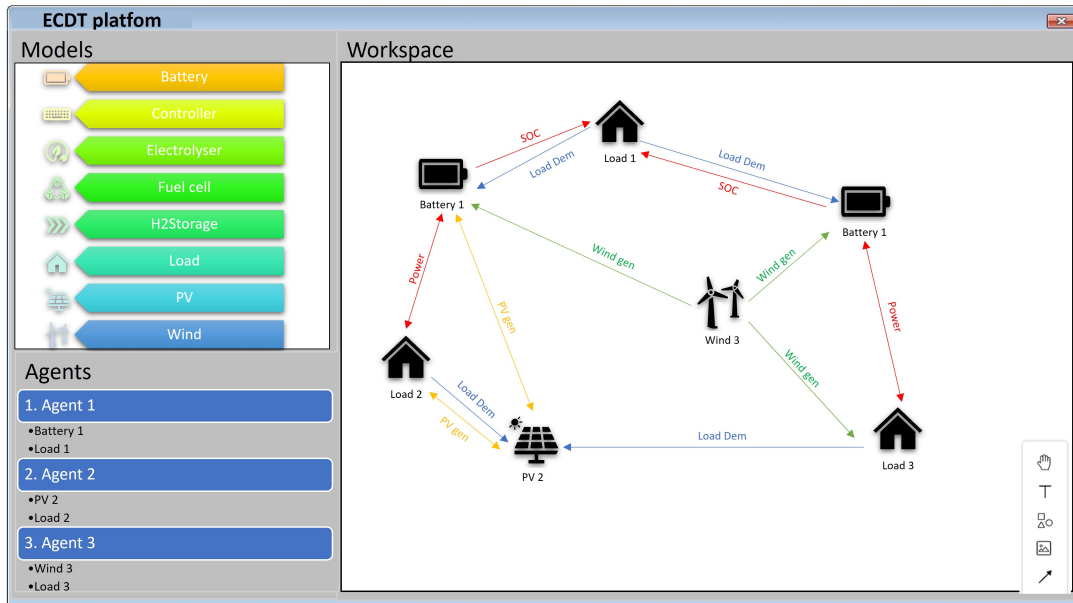 ECDT platfom
Models
Battery
Controller
Electrolyser
Fuel cell
H2Storage
Load
PV
Wind
Agents
1. Agent 1
•Battery 1
•Load 1
2. Agent 2
•PV 2
•Load 2
3. Agent 3
•Wind 3
•Load 3
Workspace
SOC
Load Dem
Load 1
Load Dem
SOC
Battery 1
Battery 1
Wind gen
Wind gen
Power
PV gen
Wind 3
Power
Wind gen
Load 2
Load Dem
PV gen
Load Dem
PV 2
Load 3
T